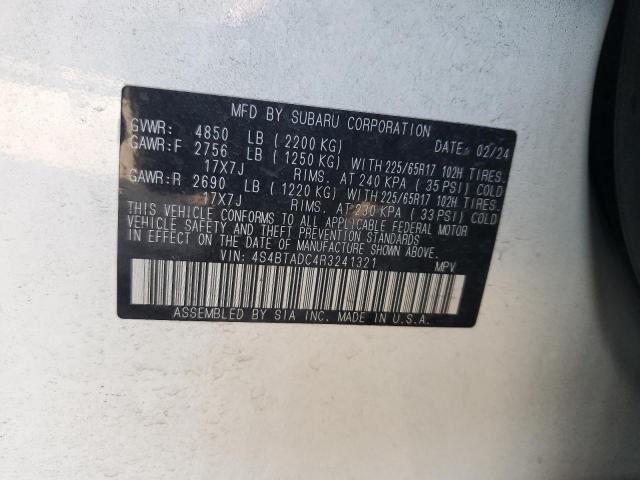 MFD BY SUBARU CORPORATION
GVWR: 4850 LB ( 2200 KG) DATE: 02/24
GAWR:F 2756 LB ( 1250 KG) WITH 225/65R17 102H TIRES.
17X7J RIMS. AT 240 KPA ( 35 PSI) COLD
GAWR:R 2690 LB ( 1220 KG) WITH 225/65R17 102H TIRES.
17X7J RIMS. AT 230 KPA ( 33 PSI) COLD
THIS VEHICLE CONFORMS TO ALL APPLICABLE FEDERAL MOTOR
VEHICLE SAFETY AND BUMPER STANDARDS
IN EFFECT ON THE DATE OF MANUFACTURE SHOWN ABOVE.
VIN: 4S4BTADC4R3241321 MPV
ASSEMBLED BY SIA INC. MADE IN U.S.A.